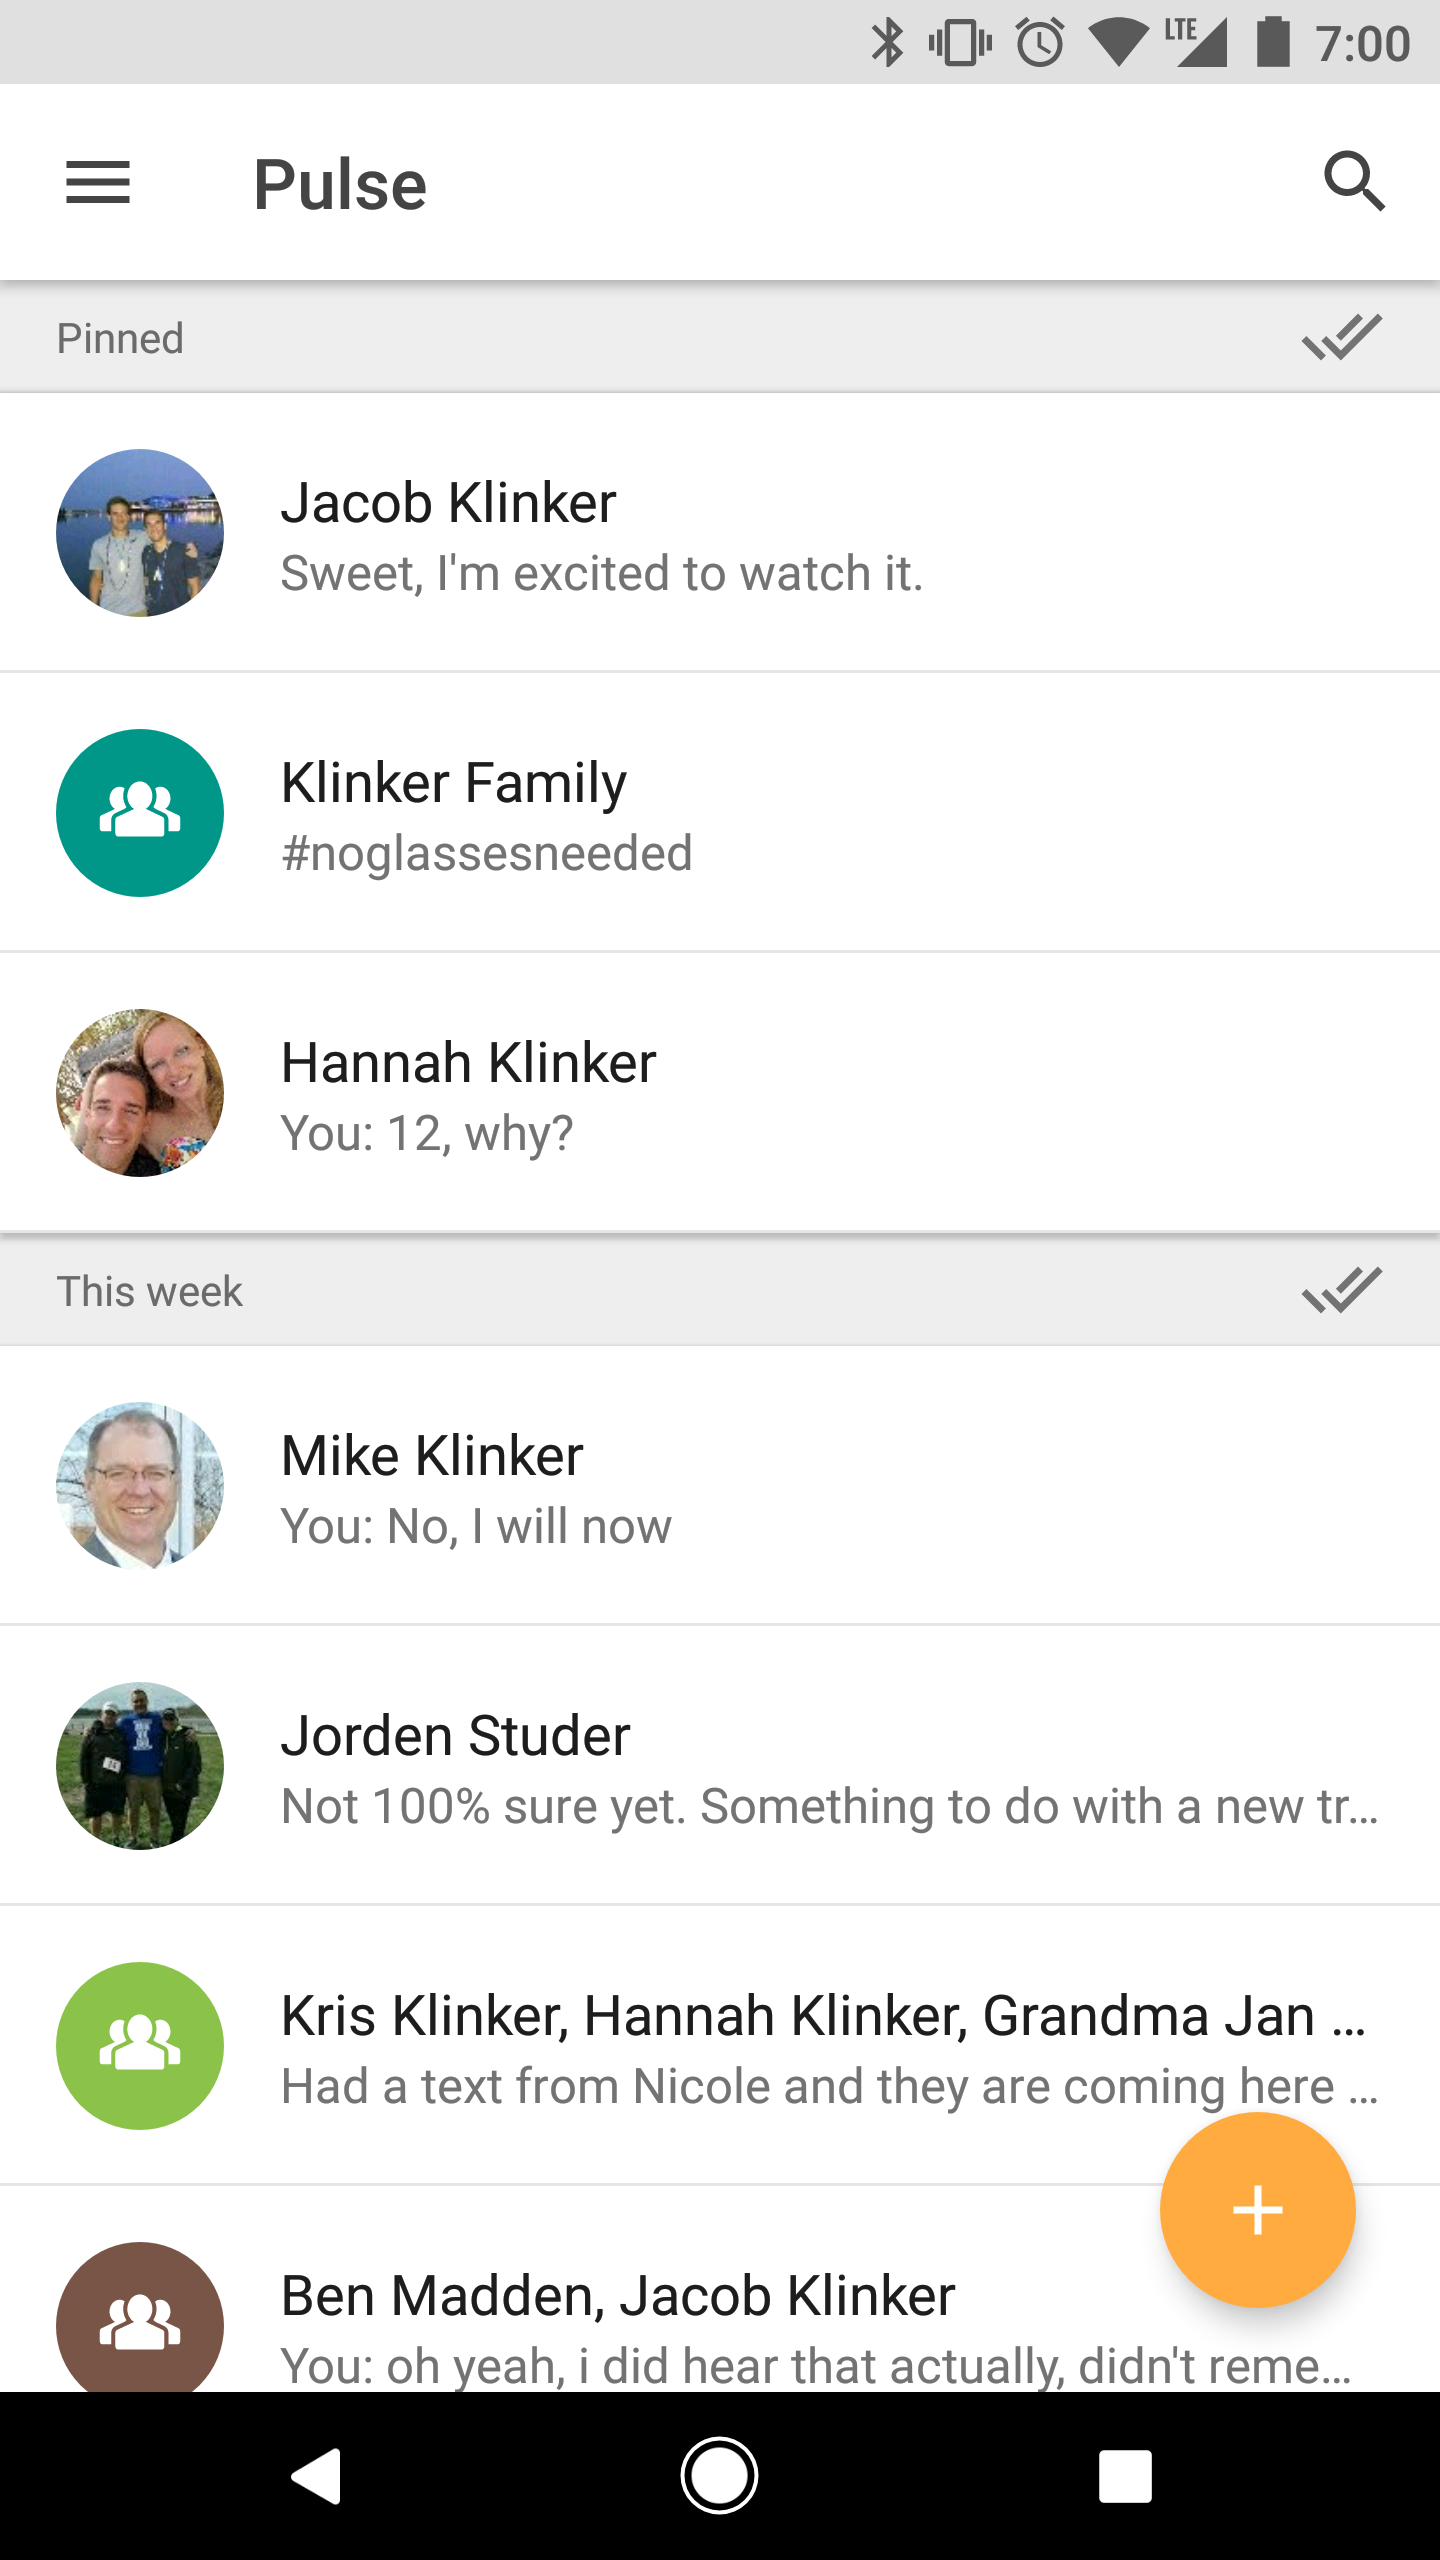 LTE 7:00
Pulse
Pinned
Jacob Klinker
Sweet, I'm excited to watch it.
Klinker Family
#noglassesneeded
Hannah Klinker
You: 12, why?
This week
Mike Klinker
You: No, I will now
Jorden Studer
Not 100% sure yet. Something to do with a new tr...
Kris Klinker, Hannah Klinker, Grandma Jan ...
Had a text from Nicole and they are coming here ...
Ben Madden, Jacob Klinker
You: oh yeah, i did hear that actually, didn't reme...